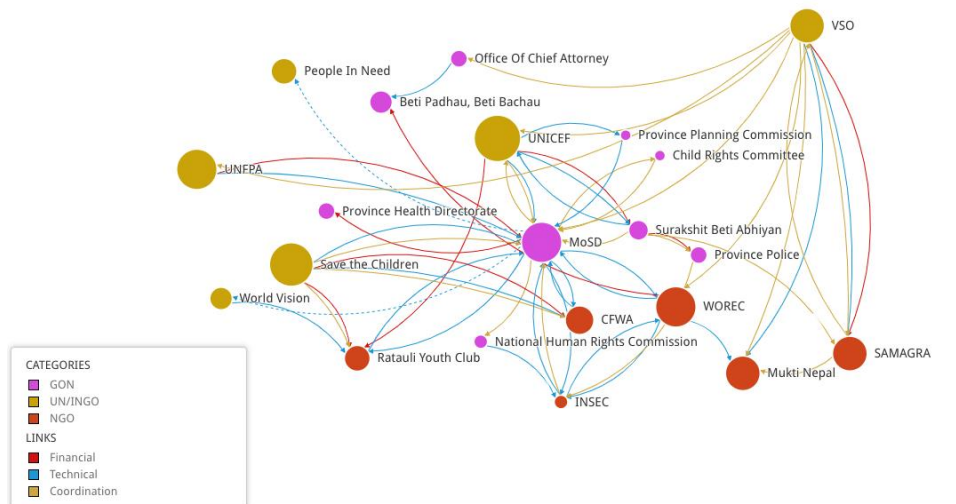 VSO
Office Of Chief Attorney
People In Need
Beti Padhau, Beti Bachau
Province Planning Commission
UNICEF
Child Rights Committee
UNFPA
Province Health Directorate
Surakshit Beti Abhiyan
MoSD
Province Police
Save the Children
World Vision
WOREC
CFWA
National Human Rights Commission
SAMAGRA
Ratauli Youth Club
Mukti Nepal
INSEC
CATEGORIES
GON
UN/INGO
NGO
LINKS
Financial
Technical
Coordination